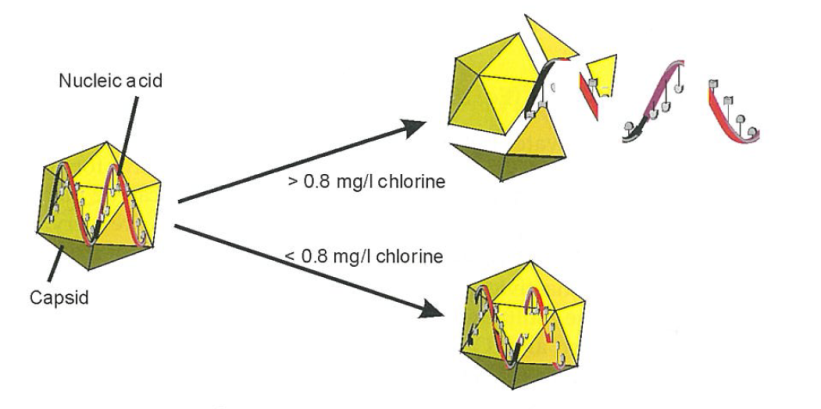 Nucleic acid
> 0.8 mg/l chlorine
< 0.8 mg/l chlorine
Capsid